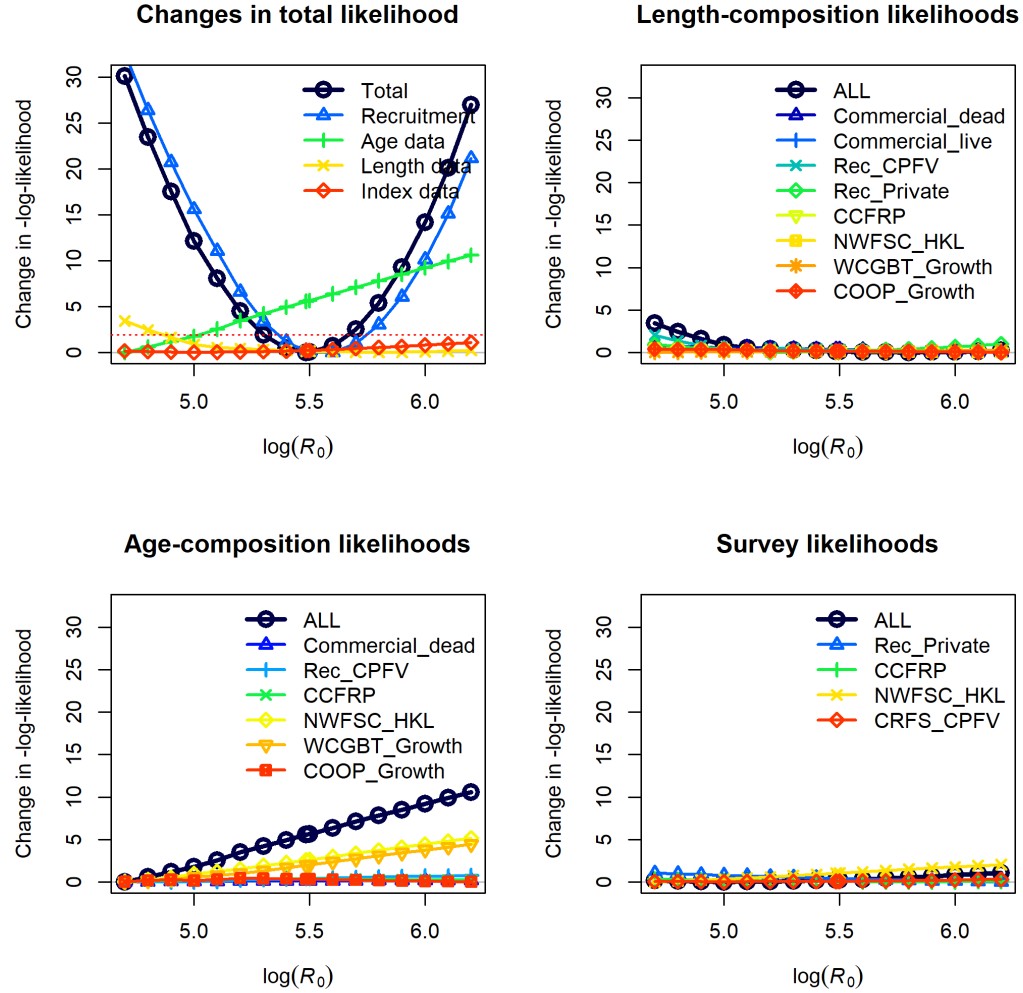 Changes in total likelihood
Change in -log-likelihood
30
25
20
15
10
5
0
Total
Recruitment
Age data
Length data
Index data
5.0 5.5 6.0
log(R0)
Length-composition likelihoods
Change in -log-likelihood
30
25
20
15
10
5
0
ALL
Commercial_dead
Commercial_live
Rec_CPFV
Rec_Private
CCFRP
NWFSC_HKL
WCGBT_Growth
COOP_Growth
5.0 5.5 6.0
log(R0)
Age-composition likelihoods
Change in -log-likelihood
30
25
20
15
10
5
0
ALL
Commercial_dead
Rec_CPFV
CCFRP
NWFSC_HKL
WCGBT_Growth
COOP_Growth
5.0 5.5 6.0
log(R0)
Survey likelihoods
Change in -log-likelihood
30
25
20
15
10
5
0
ALL
Rec_Private
CCFRP
NWFSC_HKL
CRFS_CPFV
5.0 5.5 6.0
log(R0)